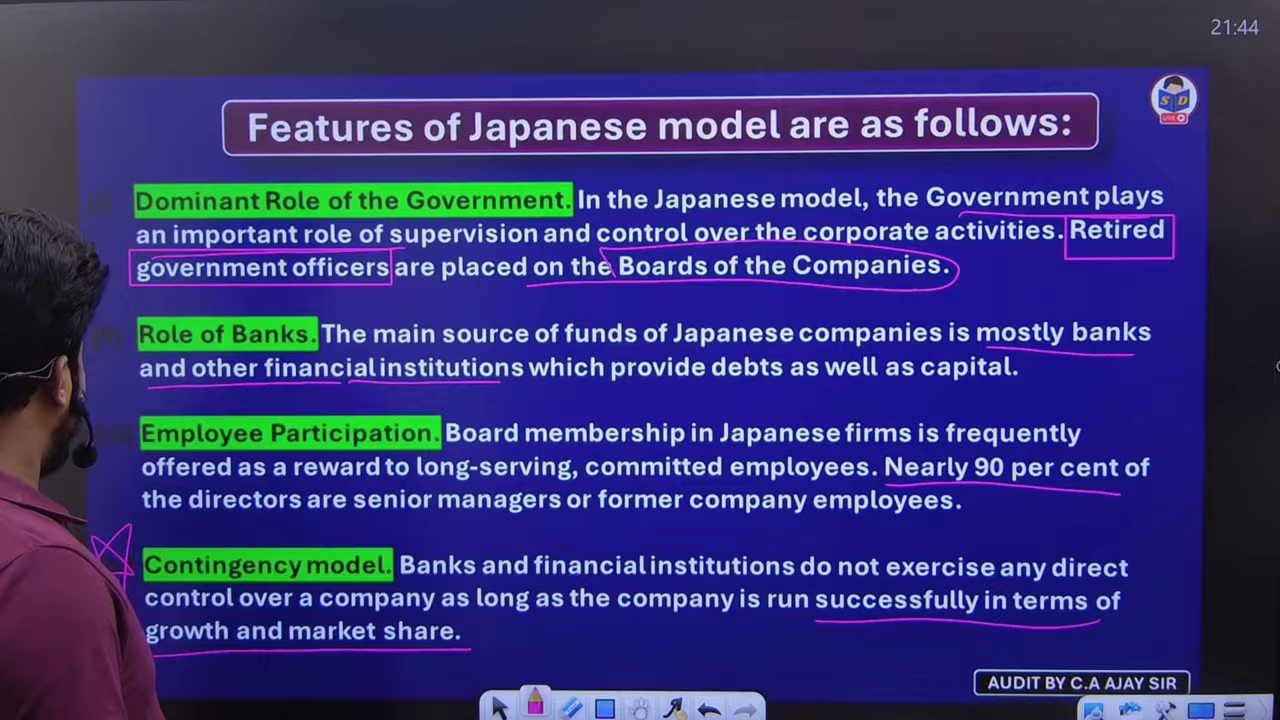 21:44
S D
LIVE
Features of Japanese model are as follows:
(i) Dominant Role of the Government. In the Japanese model, the Government plays
an important role of supervision and control over the corporate activities. Retired
government officers are placed on the Boards of the Companies.
(ii) Role of Banks. The main source of funds of Japanese companies is mostly banks
and other financial institutions which provide debts as well as capital.
(iii) Employee Participation. Board membership in Japanese firms is frequently
offered as a reward to long-serving, committed employees. Nearly 90 per cent of
the directors are senior managers or former company employees.
Contingency model. Banks and financial institutions do not exercise any direct
control over a company as long as the company is run successfully in terms of
growth and market share.
AUDIT BY C.A AJAY SIR